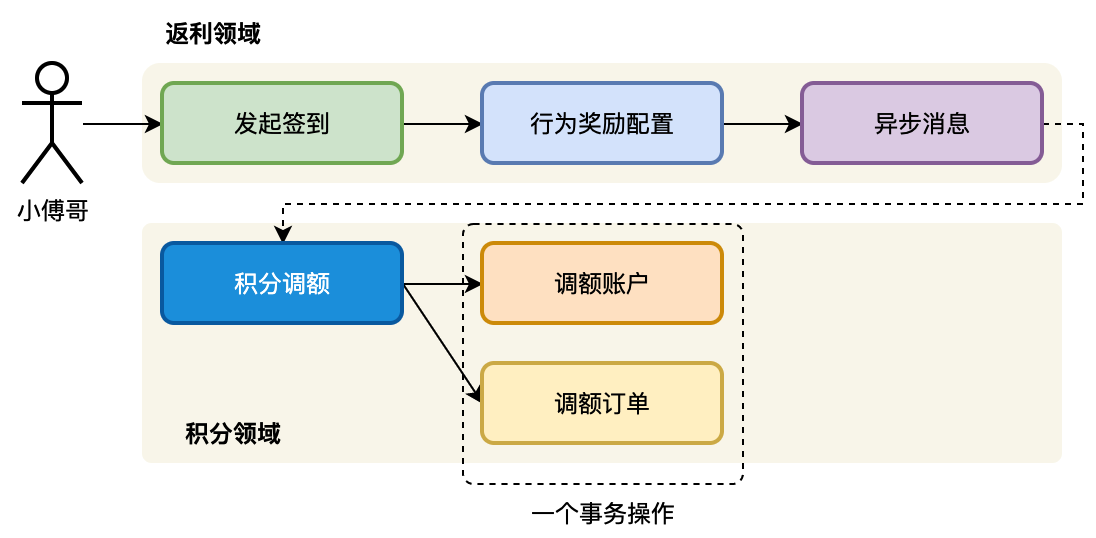 返利领域
发起签到
行为奖励配置
异步消息
小傅哥
积分调额
调额账户
调额订单
积分领域
一个事务操作